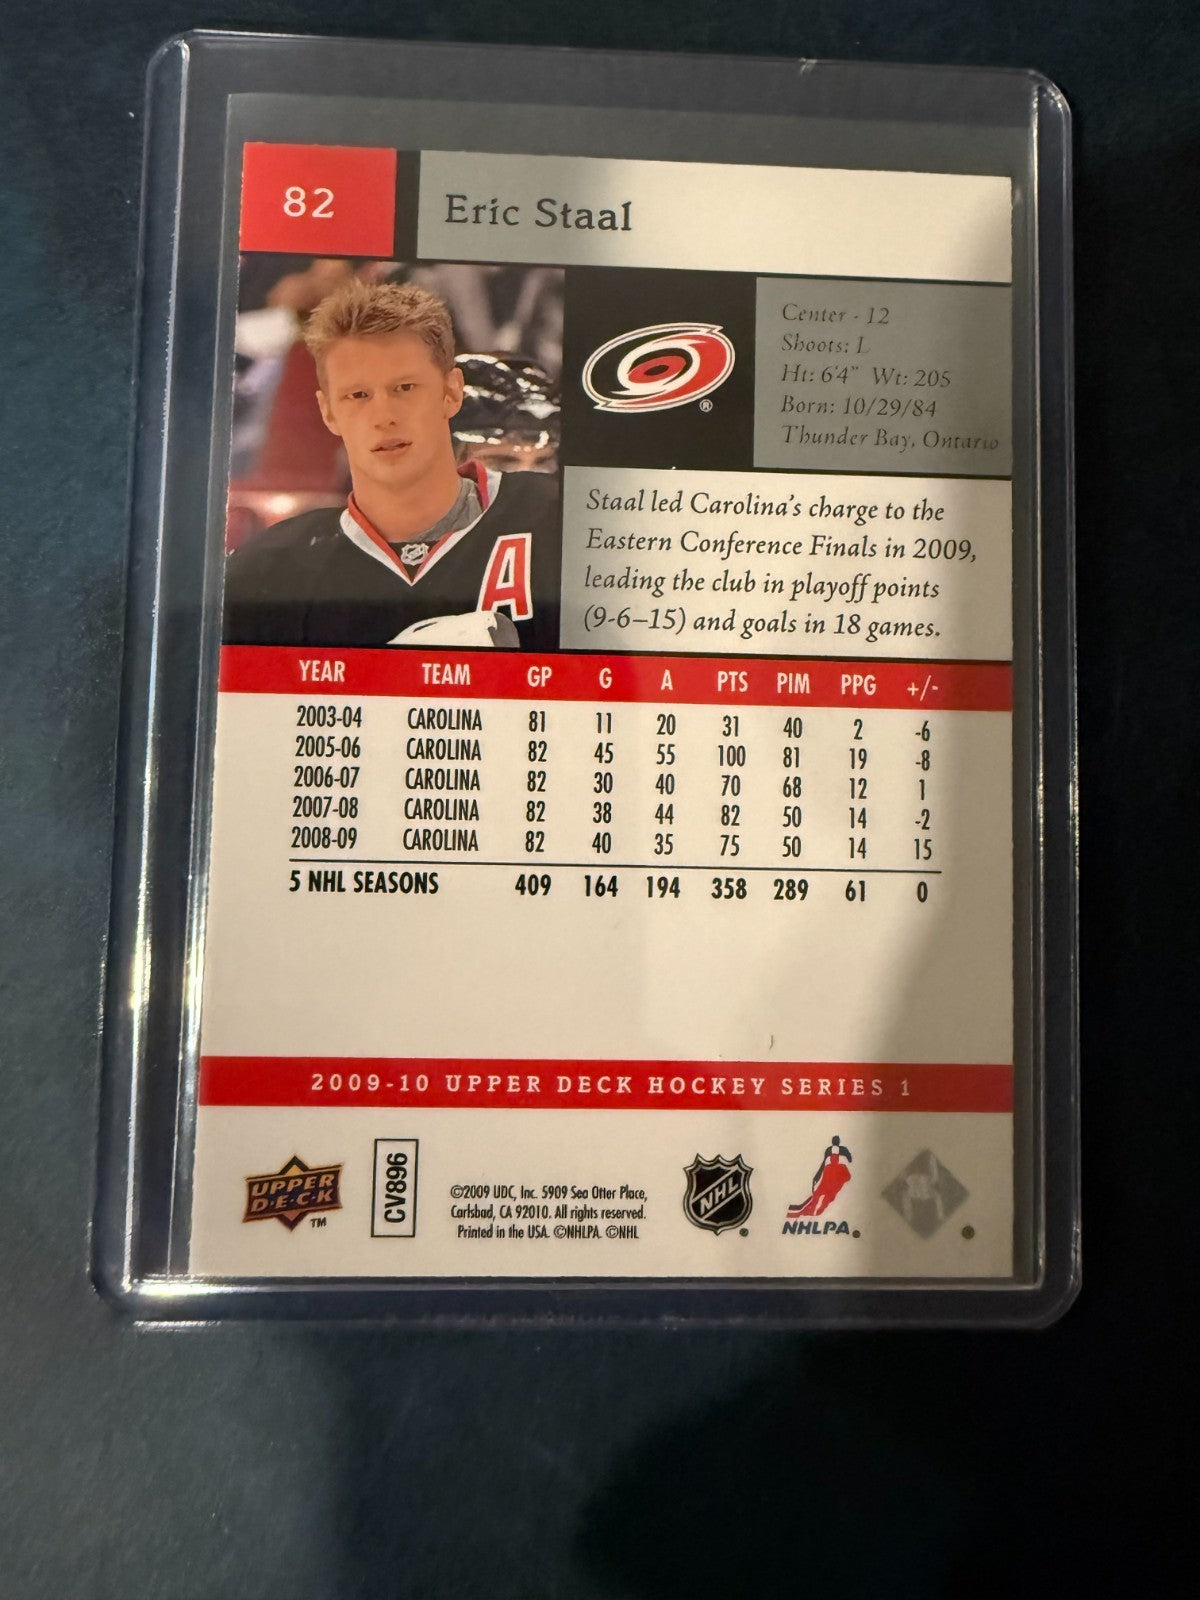 82
Eric Staal
Center - 12
Shoots: L
Ht: 6'4" Wt: 205
Born: 10/29/84
Thunder Bay, Ontario
®
Staal led Carolina's charge to the
Eastern Conference Finals in 2009,
leading the club in playoff points
(9-6–15) and goals in 18 games.
A
YEAR TEAM GP G A PTS PIM PPG +/-
2003-04 CAROLINA 81 11 20 31 40 2 -6
2005-06 CAROLINA 82 45 55 100 81 19 -8
2006-07 CAROLINA 82 30 40 70 68 12 1
2007-08 CAROLINA 82 38 44 82 50 14 -2
2008-09 CAROLINA 82 40 35 75 50 14 15
5 NHL SEASONS 409 164 194 358 289 61 0
2009-10 UPPER DECK HOCKEY SERIES 1
UPPER
D·E·C·K
TM
CV896
©2009 UDC, Inc. 5909 Sea Otter Place,
Carlsbad, CA 92010. All rights reserved.
Printed in the USA. ©NHLPA. ©NHL
NHL
NHLPA®